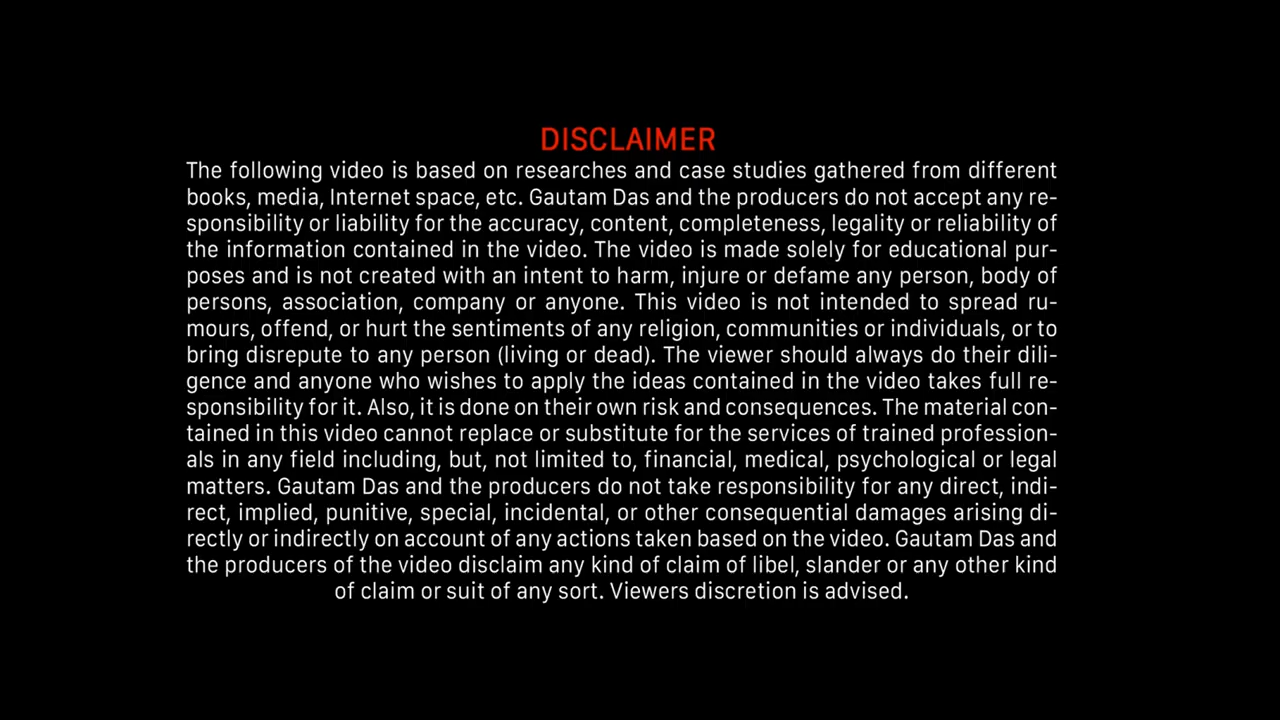 DISCLAIMER
The following video is based on researches and case studies gathered from different
books, media, Internet space, etc. Gautam Das and the producers do not accept any re-
sponsibility or liability for the accuracy, content, completeness, legality or reliability of
the information contained in the video. The video is made solely for educational pur-
poses and is not created with an intent to harm, injure or defame any person, body of
persons, association, company or anyone. This video is not intended to spread ru-
mours, offend, or hurt the sentiments of any religion, communities or individuals, or to
bring disrepute to any person (living or dead). The viewer should always do their dili-
gence and anyone who wishes to apply the ideas contained in the video takes full re-
sponsibility for it. Also, it is done on their own risk and consequences. The material con-
tained in this video cannot replace or substitute for the services of trained profession-
als in any field including, but, not limited to, financial, medical, psychological or legal
matters. Gautam Das and the producers do not take responsibility for any direct, indi-
rect, implied, punitive, special, incidental, or other consequential damages arising di-
rectly or indirectly on account of any actions taken based on the video. Gautam Das and
the producers of the video disclaim any kind of claim of libel, slander or any other kind
of claim or suit of any sort. Viewers discretion is advised.